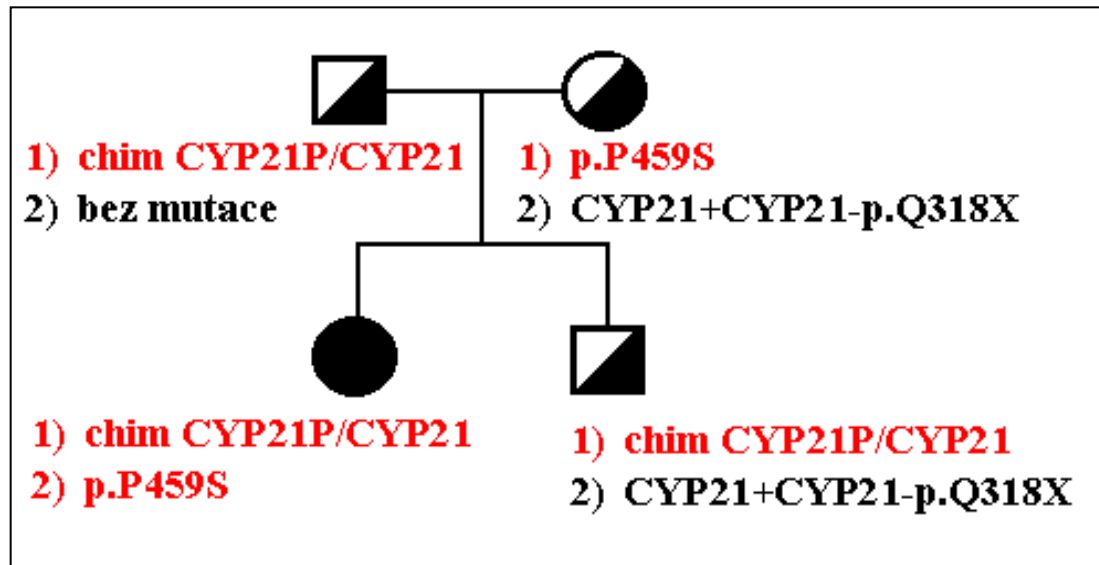 1) chim CYP21P/CYP21
2) bez mutace
1) p.P459S
2) CYP21+CYP21-p.Q318X
1) chim CYP21P/CYP21
2) p.P459S
1) chim CYP21P/CYP21
2) CYP21+CYP21-p.Q318X